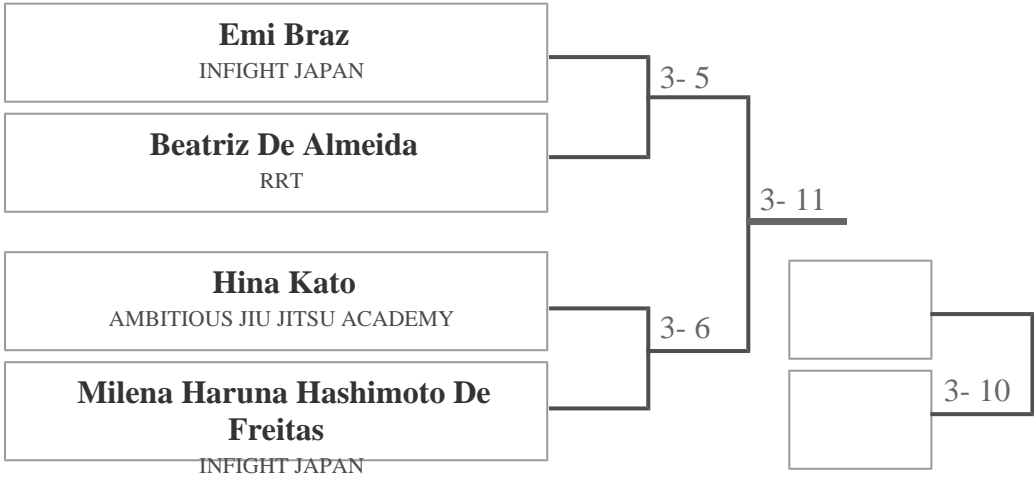 Emi Braz
INFIGHT JAPAN
3- 5
Beatriz De Almeida
RRT
3- 11
Hina Kato
AMBITIOUS JIU JITSU ACADEMY
3- 6
Milena Haruna Hashimoto De
Freitas
INFIGHT JAPAN
3- 10